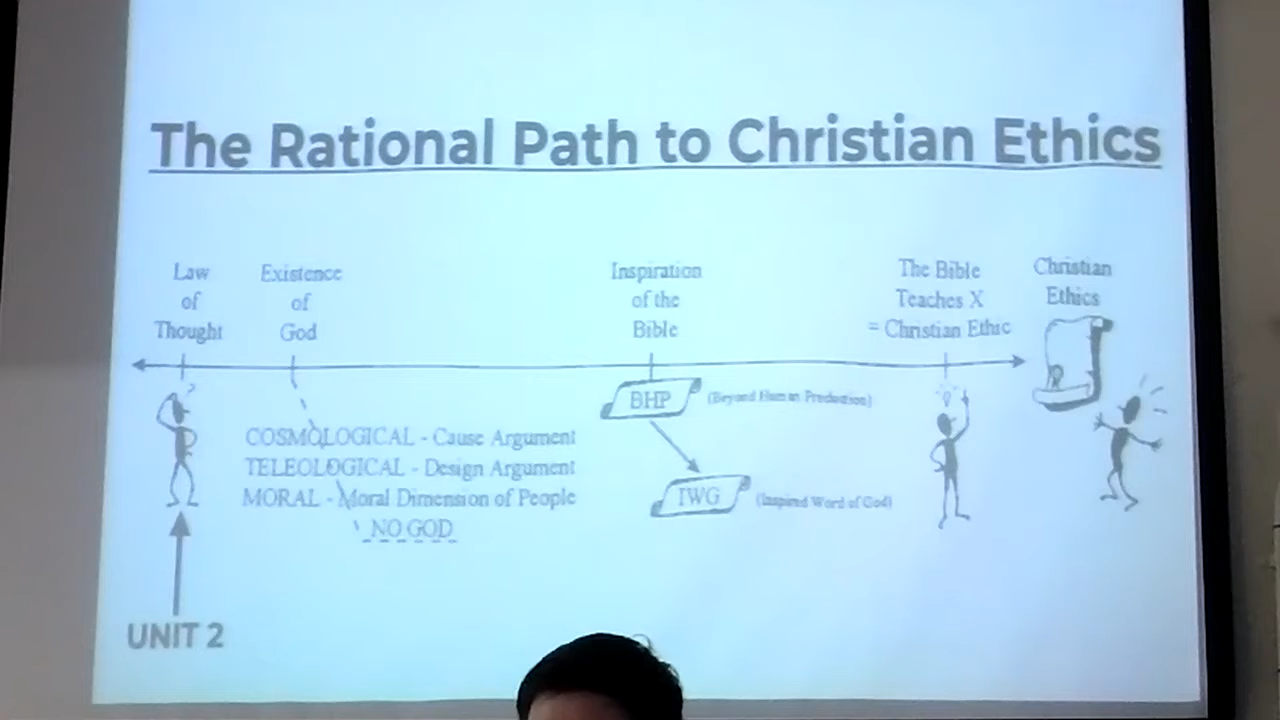 The Rational Path to Christian Ethics
Law
of
Thought
Existence
of
God
Inspiration
of the
Bible
The Bible
Teaches X
= Christian Ethic
Christian
Ethics
COSMOLOGICAL - Cause Argument
TELEOLOGICAL - Design Argument
MORAL - Moral Dimension of People
NO GOD
BHP
(Beyond Human Production)
IWG
(Inspired Word of God)
UNIT 2